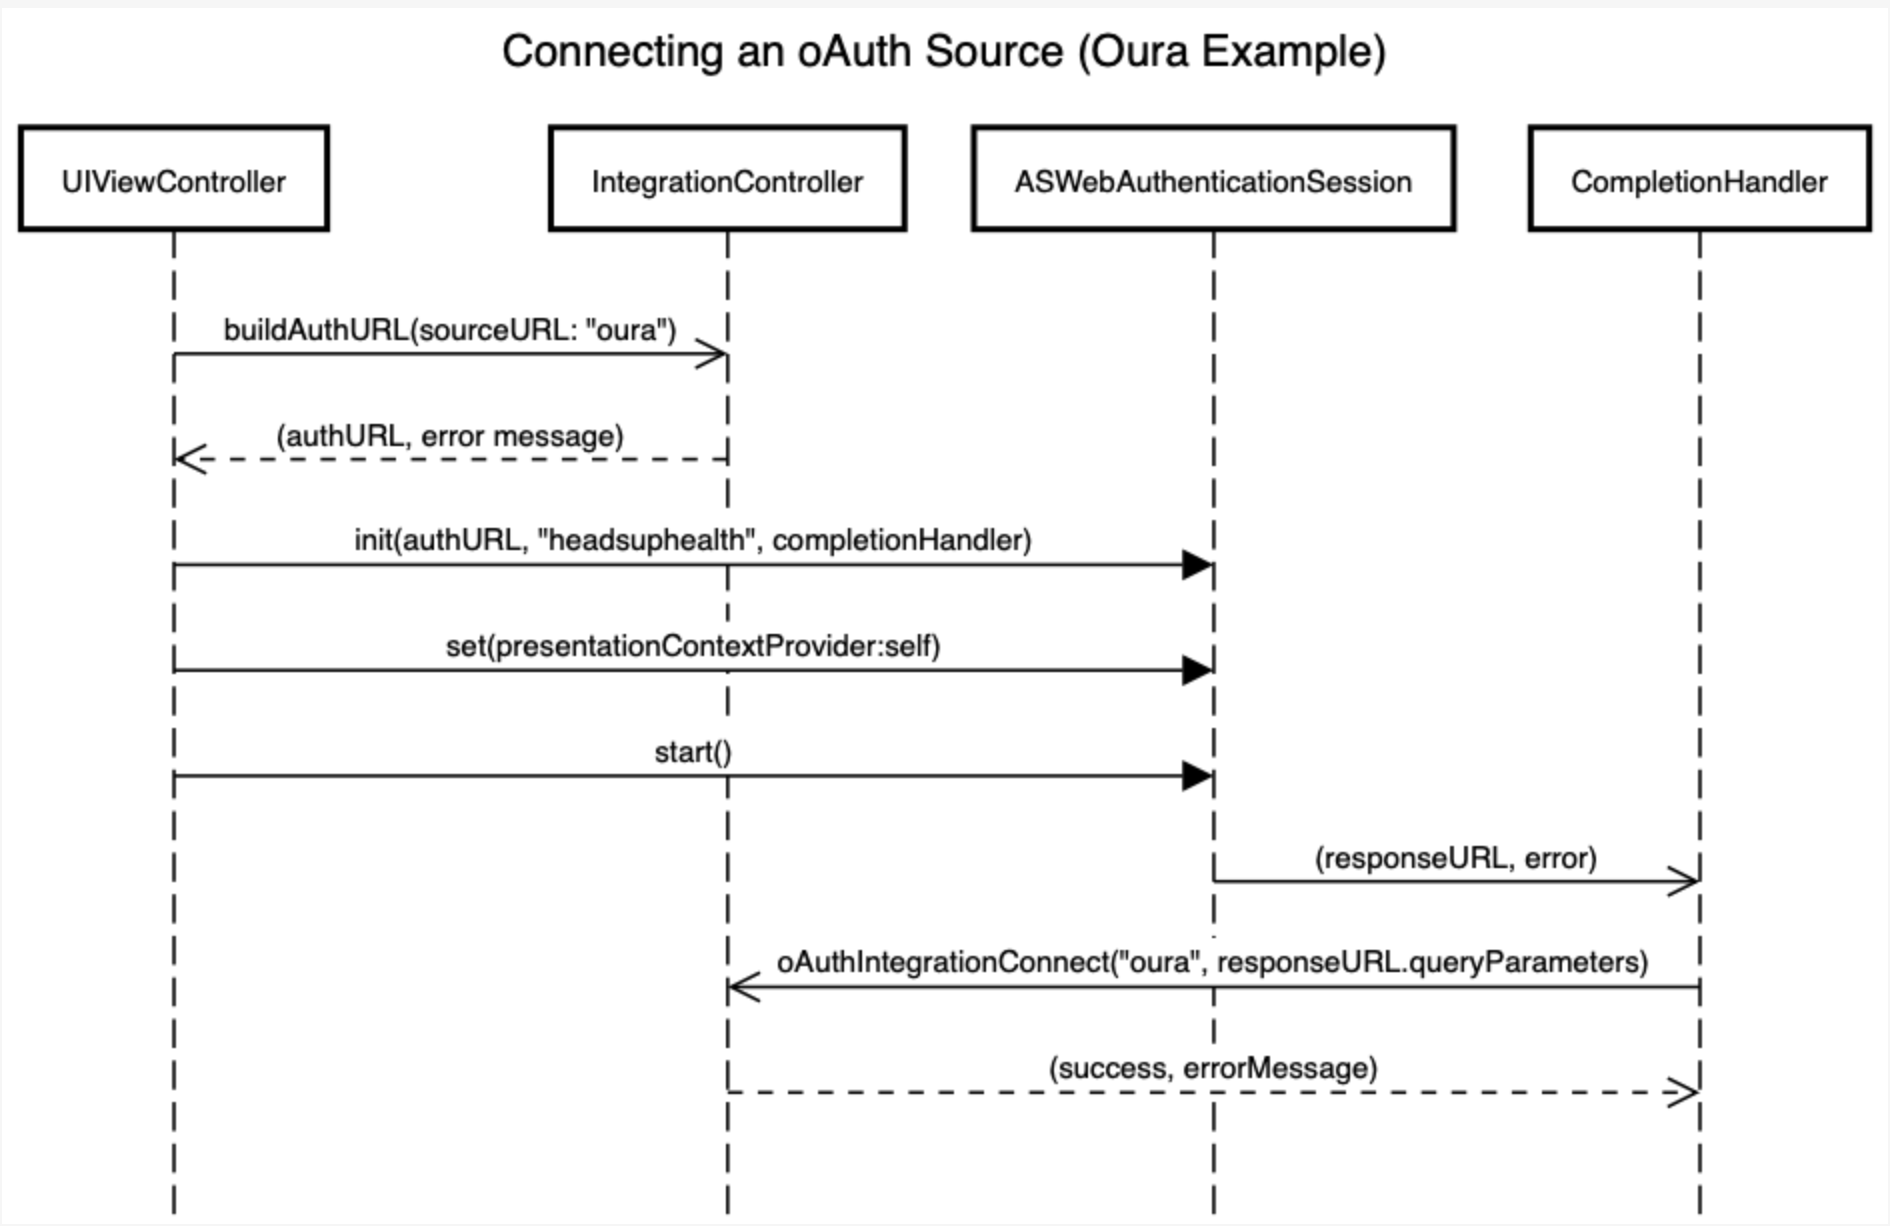 Connecting an oAuth Source (Oura Example)
UIViewController
IntegrationController
ASWebAuthenticationSession
CompletionHandler
buildAuthURL(sourceURL: "oura")
(authURL, error message)
init(authURL, "headsuphealth", completionHandler)
set(presentationContextProvider:self)
start()
(responseURL, error)
oAuthIntegrationConnect("oura", responseURL.queryParameters)
(success, errorMessage)